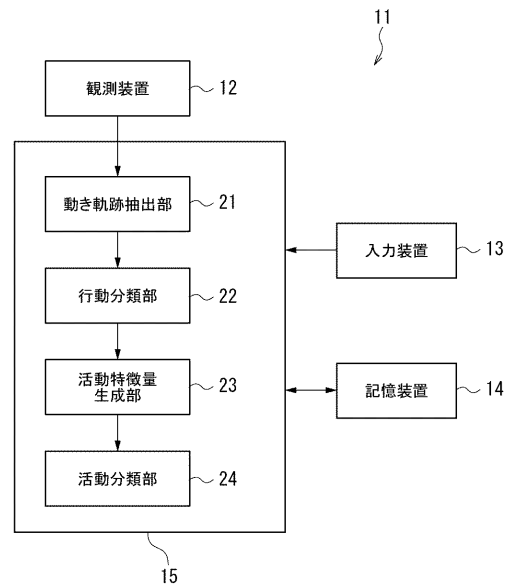 11
観測装置
12
動き軌跡抽出部
21
行動分類部
22
活動特徴量
生成部
23
活動分類部
24
15
入力装置
13
記憶装置
14